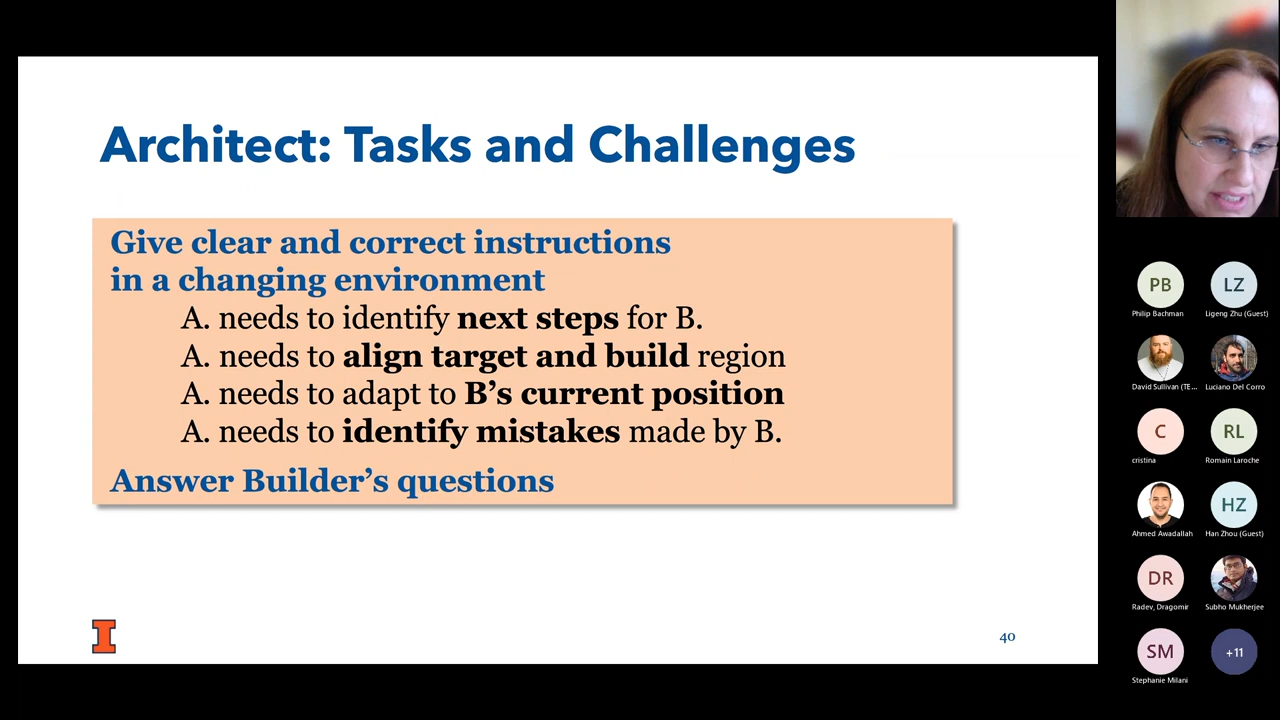 Architect: Tasks and Challenges
Give clear and correct instructions
in a changing environment
A. needs to identify next steps for B.
A. needs to align target and build region
A. needs to adapt to B’s current position
A. needs to identify mistakes made by B.
Answer Builder’s questions
I
40
PB
LZ
Philip Bachman
Ligeng Zhu (Guest)
David Sullivan (TE...
Luciano Del Corro
C
RL
cristina
Romain Laroche
HZ
Ahmed Awadallah
Han Zhou (Guest)
DR
Radev, Dragomir
Subho Mukherjee
SM
+11
Stephanie Milani